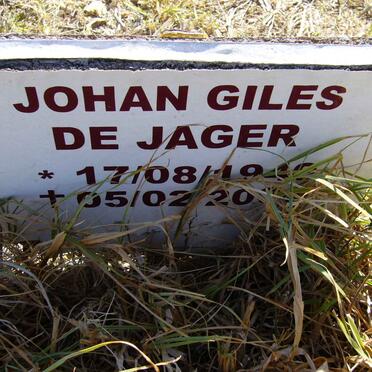 JOHAN GILES
DE JAGER
* 17/08/19
† 05/02/20